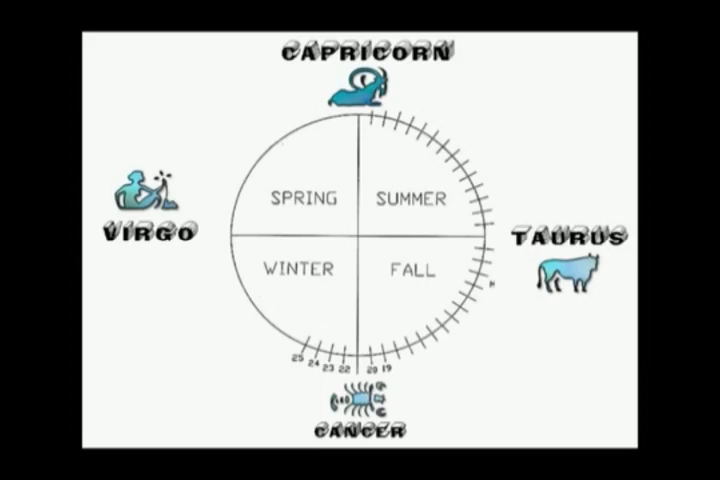 CAPRICORN
SPRING SUMMER
VIRGO
TAURUS
WINTER FALL
25 24 23 22 20 19
CANCER